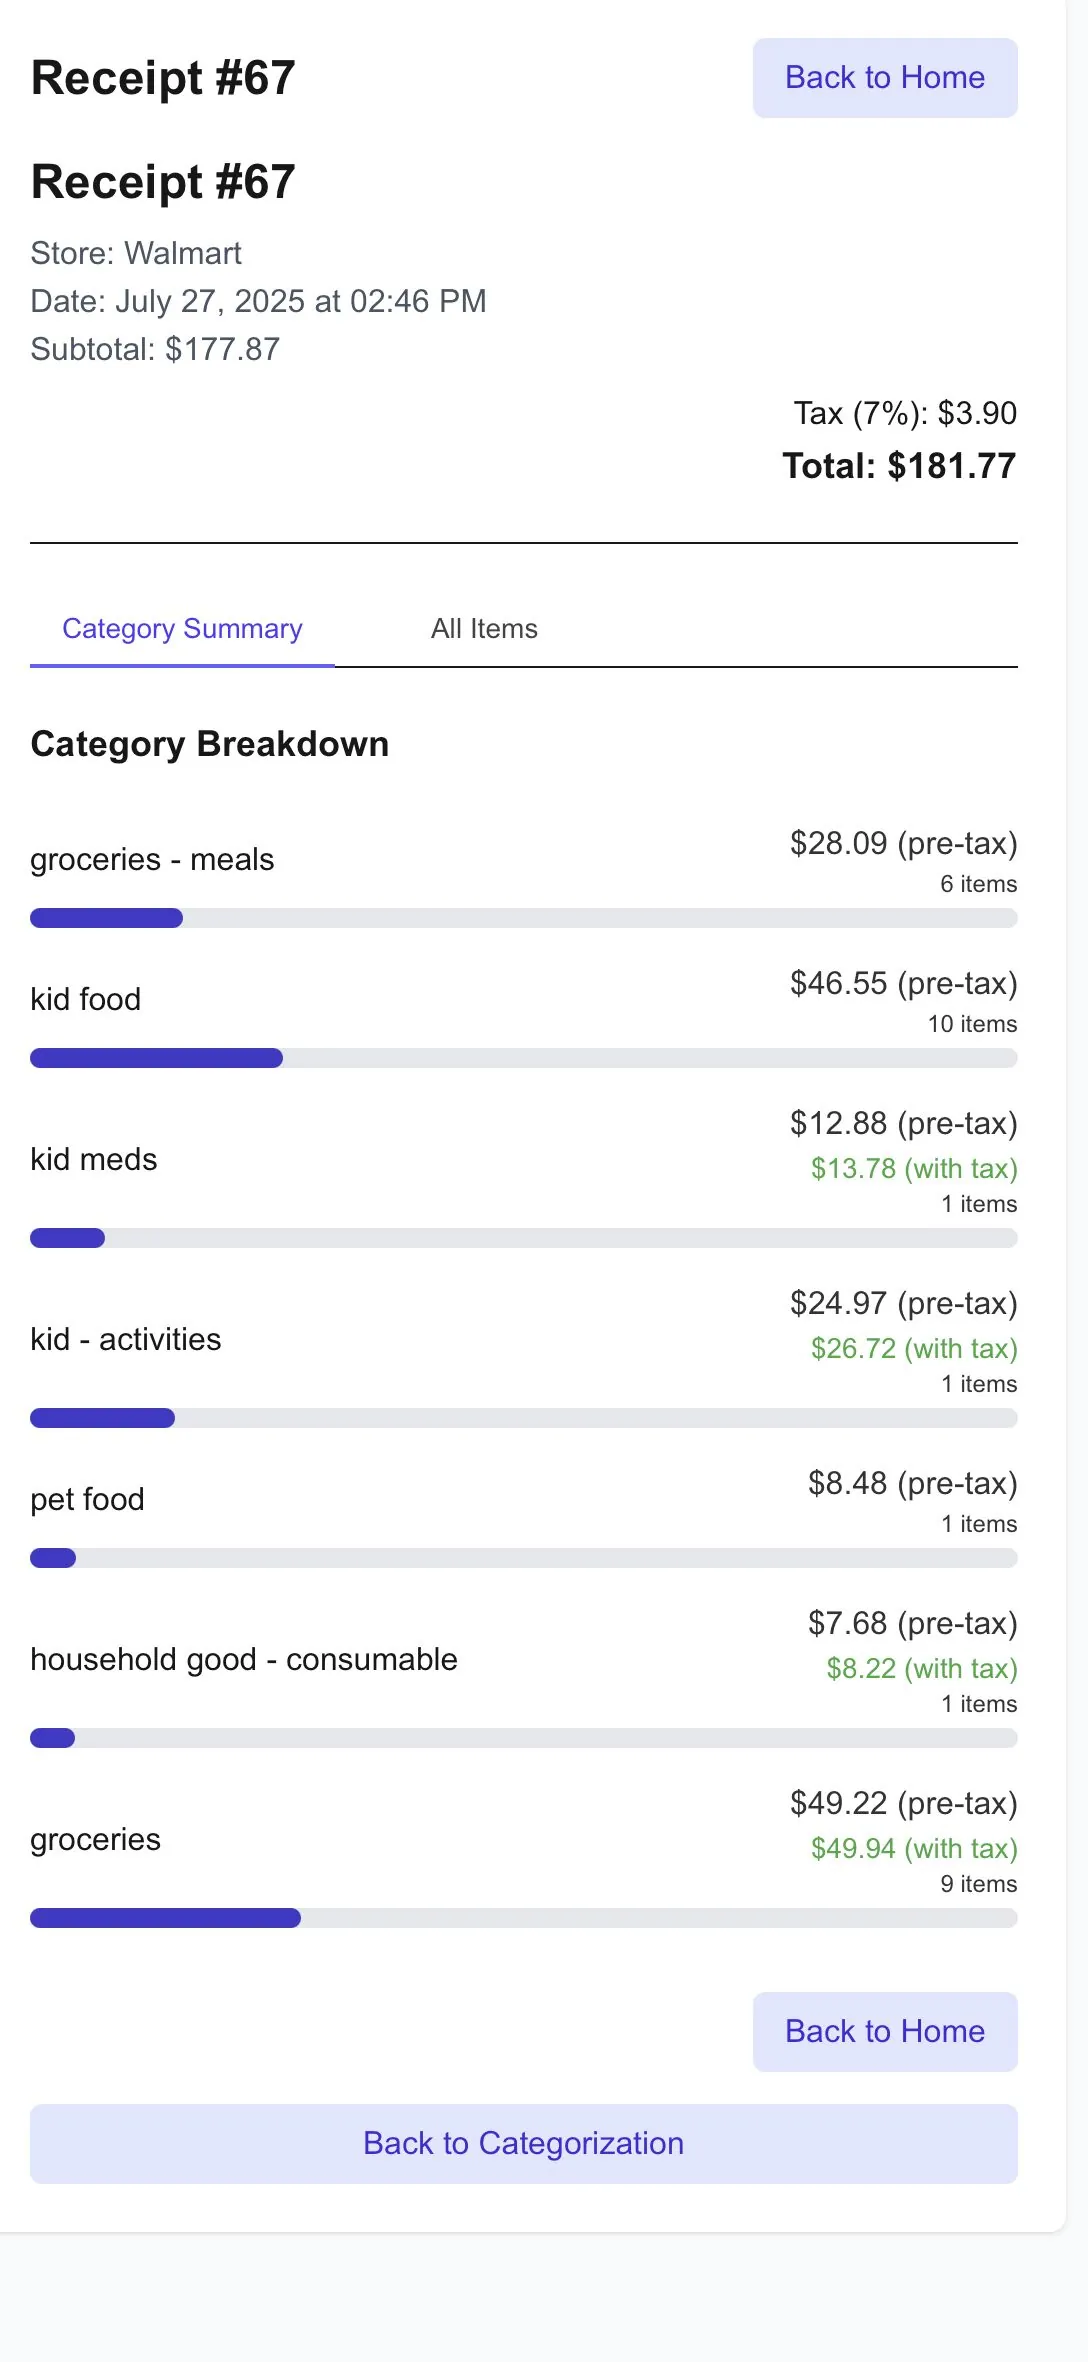 Receipt #67
Back to Home
Receipt #67
Store: Walmart
Date: July 27, 2025 at 02:46 PM
Subtotal: $177.87
Tax (7%): $3.90
Total: $181.77
Category Summary
All Items
Category Breakdown
groceries - meals
$28.09 (pre-tax)
6 items
kid food
$46.55 (pre-tax)
10 items
kid meds
$12.88 (pre-tax)
$13.78 (with tax)
1 items
kid - activities
$24.97 (pre-tax)
$26.72 (with tax)
1 items
pet food
$8.48 (pre-tax)
1 items
household good - consumable
$7.68 (pre-tax)
$8.22 (with tax)
1 items
groceries
$49.22 (pre-tax)
$49.94 (with tax)
9 items
Back to Home
Back to Categorization